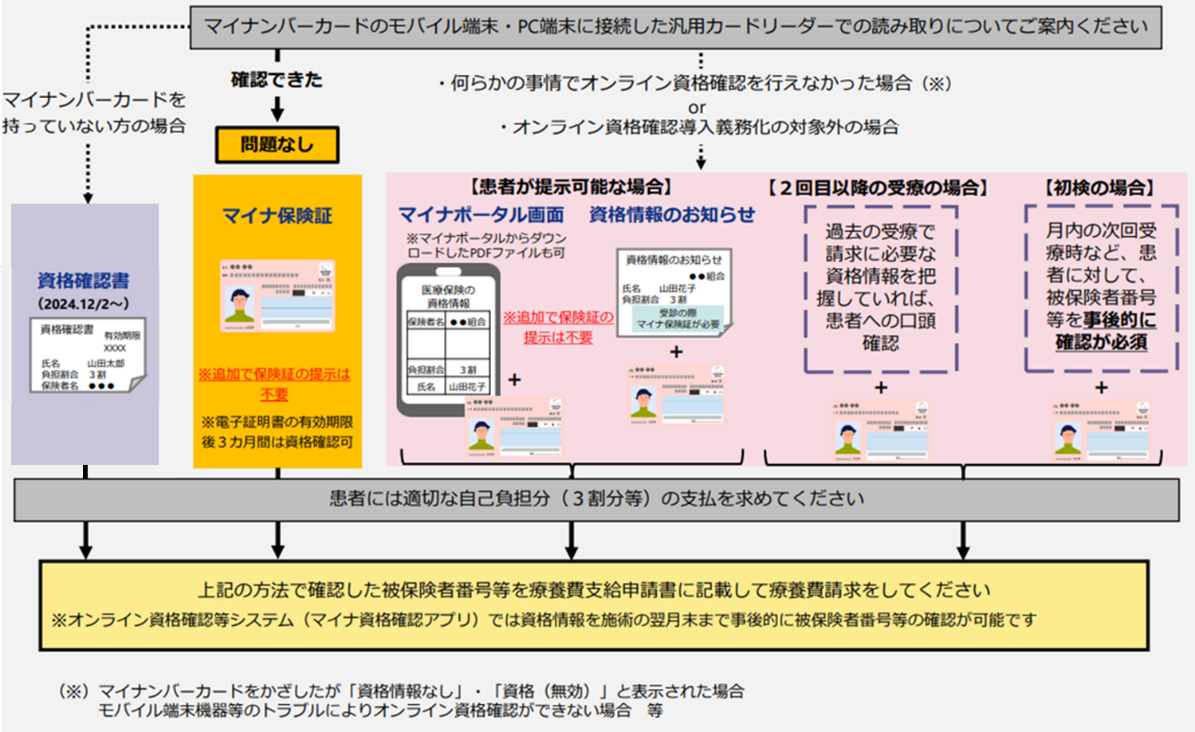 マイナンバーカードのモバイル端末・PC端末に接続した汎用カードリーダーでの読み取りについてご案内ください
マイナンバーカードを
持っていない方の場合
確認できた
問題なし
・何らかの事情でオンライン資格確認を行えなかった場合（※）
or
・オンライン資格確認導入義務化の対象外の場合
資格確認書
（2024.12/2～）
資格確認書
有効期限
XXXX
氏名　山田太郎
負担割合　３割
保険者名　●●●
マイナ保険証
※追加で保険証の提示は
不要
※電子証明書の有効期限
後３カ月間は資格確認可
【患者が提示可能な場合】
マイナポータル画面
※マイナポータルからダウン
ロードしたPDFファイルも可
医療保険の
資格情報
保険者名　●●組合
負担割合　３割
氏名　山田花子
※追加で保険証の
提示は不要
+
資格情報のお知らせ
資格情報のお知らせ
●●組合
氏名　山田花子
負担割合　３割
受診の際
マイナ保険証が必要
+
【２回目以降の受療の場合】
過去の受療で
請求に必要な
資格情報を把
握していれば、
患者への口頭
確認
+
【初検の場合】
月内の次回受
療時など、患
者に対して、
被保険者番号
等を事後的に
確認が必須
+
患者には適切な自己負担分（３割分等）の支払を求めてください
上記の方法で確認した被保険者番号等を療養費支給申請書に記載して療養費請求をしてください
※オンライン資格確認等システム（マイナ資格確認アプリ）では資格情報を施術の翌月末まで事後的に被保険者番号等の確認が可能です
（※）マイナンバーカードをかざしたが「資格情報なし」・「資格（無効）」と表示された場合
モバイル端末機器等のトラブルによりオンライン資格確認ができない場合　等